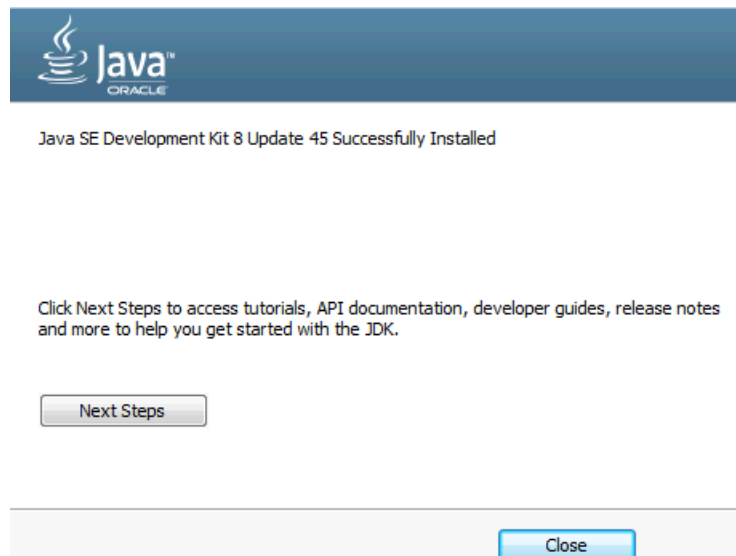 Java™
ORACLE
Java SE Development Kit 8 Update 45 Successfully Installed
Click Next Steps to access tutorials, API documentation, developer guides, release notes
and more to help you get started with the JDK.
Next Steps
Close